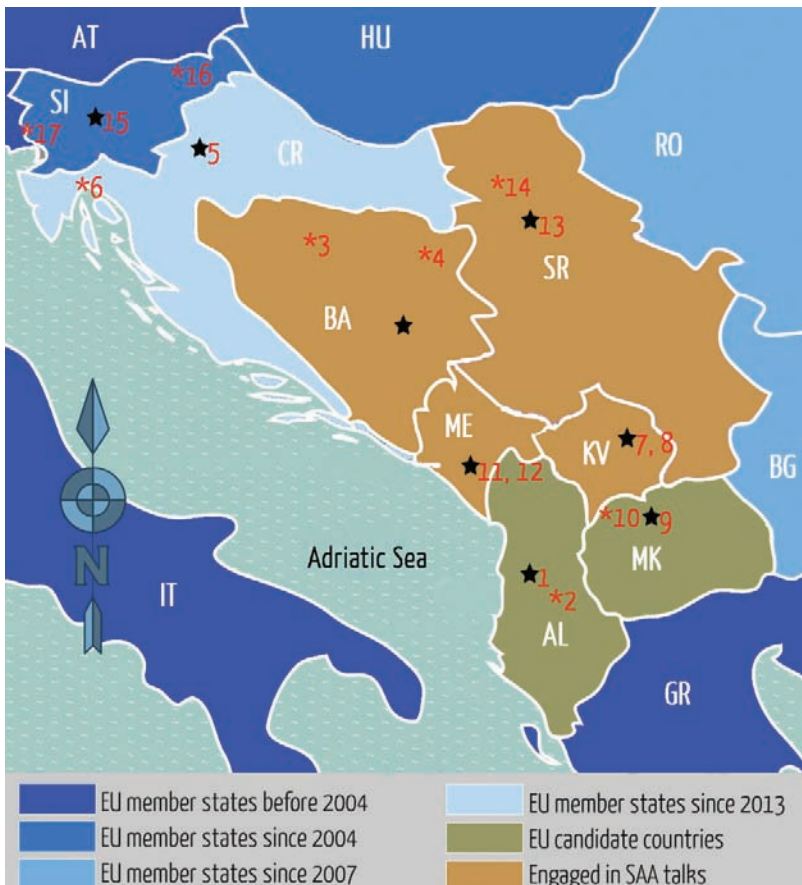 AT
HU
*16
SI
★15
*17
★5
CR
RO
*6
*14
★13
*3
*4
SR
BA
★
ME
KV
★7, 8
BG
★11, 12
*10
★9
Adriatic Sea
MK
N
★1
*2
IT
AL
GR
EU member states before 2004
EU member states since 2004
EU member states since 2007
EU member states since 2013
EU candidate countries
Engaged in SAA talks